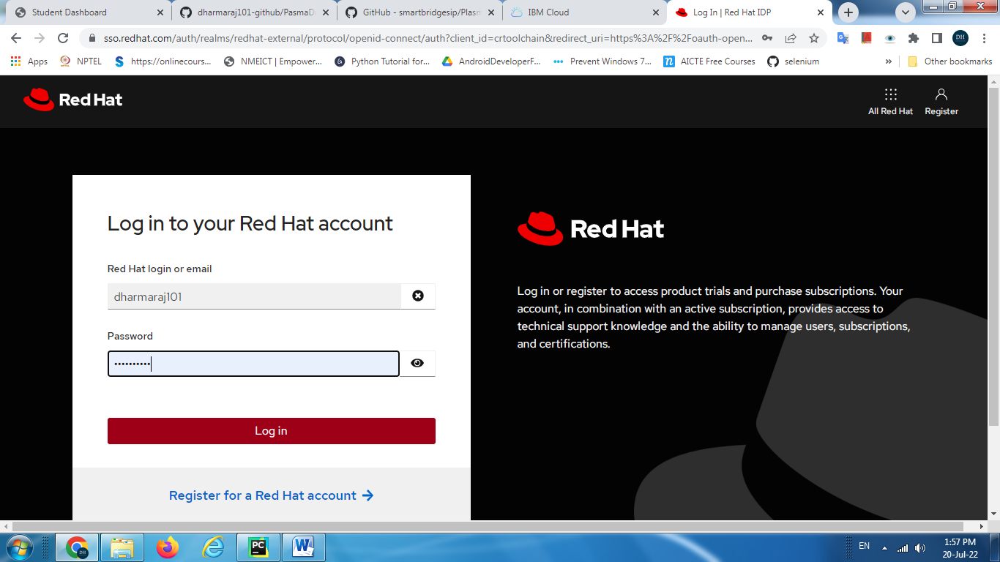 Student Dashboard
dharmaraj101-github/PasmaD
GitHub - smartbridgesip/Plasm
IBM Cloud
Log In | Red Hat IDP
sso.redhat.com/auth/realms/redhat-external/protocol/openid-connect/auth?client_id=crtoolchain&redirect_uri=https%3A%2F%2Foauth-open...
DH
Apps
NPTEL
https://onlinecours...
NMEICT | Empower...
Python Tutorial for...
AndroidDeveloperF...
Prevent Windows 7...
AICTE Free Courses
selenium
»
Other bookmarks
Red Hat
All Red Hat
Register
Log in to your Red Hat account
Red Hat login or email
dharmaraj101
Password
••••••••••
Log in
Register for a Red Hat account
Red Hat
Log in or register to access product trials and purchase subscriptions. Your
account, in combination with an active subscription, provides access to
technical support knowledge and the ability to manage users, subscriptions,
and certifications.
DH
PC
W
EN
1:57 PM
20-Jul-22